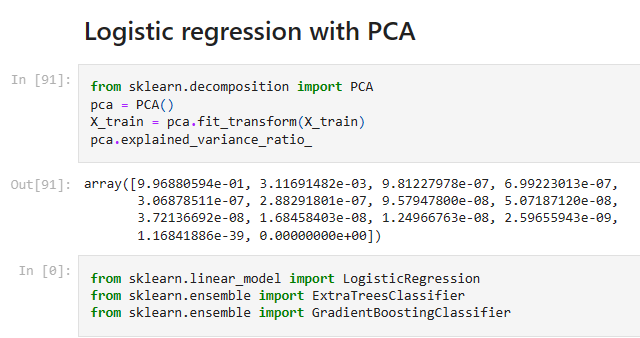 Logistic regression with PCA
In [91]:
from sklearn.decomposition import PCA
pca = PCA()
X_train = pca.fit_transform(X_train)
pca.explained_variance_ratio_
Out[91]: array([9.96880594e-01, 3.11691482e-03, 9.81227978e-07, 6.99223013e-07,
3.06878511e-07, 2.88291801e-07, 9.57947800e-08, 5.07187120e-08,
3.72136692e-08, 1.68458403e-08, 1.24966763e-08, 2.59655943e-09,
1.16841886e-39, 0.00000000e+00])
In [0]:
from sklearn.linear_model import LogisticRegression
from sklearn.ensemble import ExtraTreesClassifier
from sklearn.ensemble import GradientBoostingClassifier